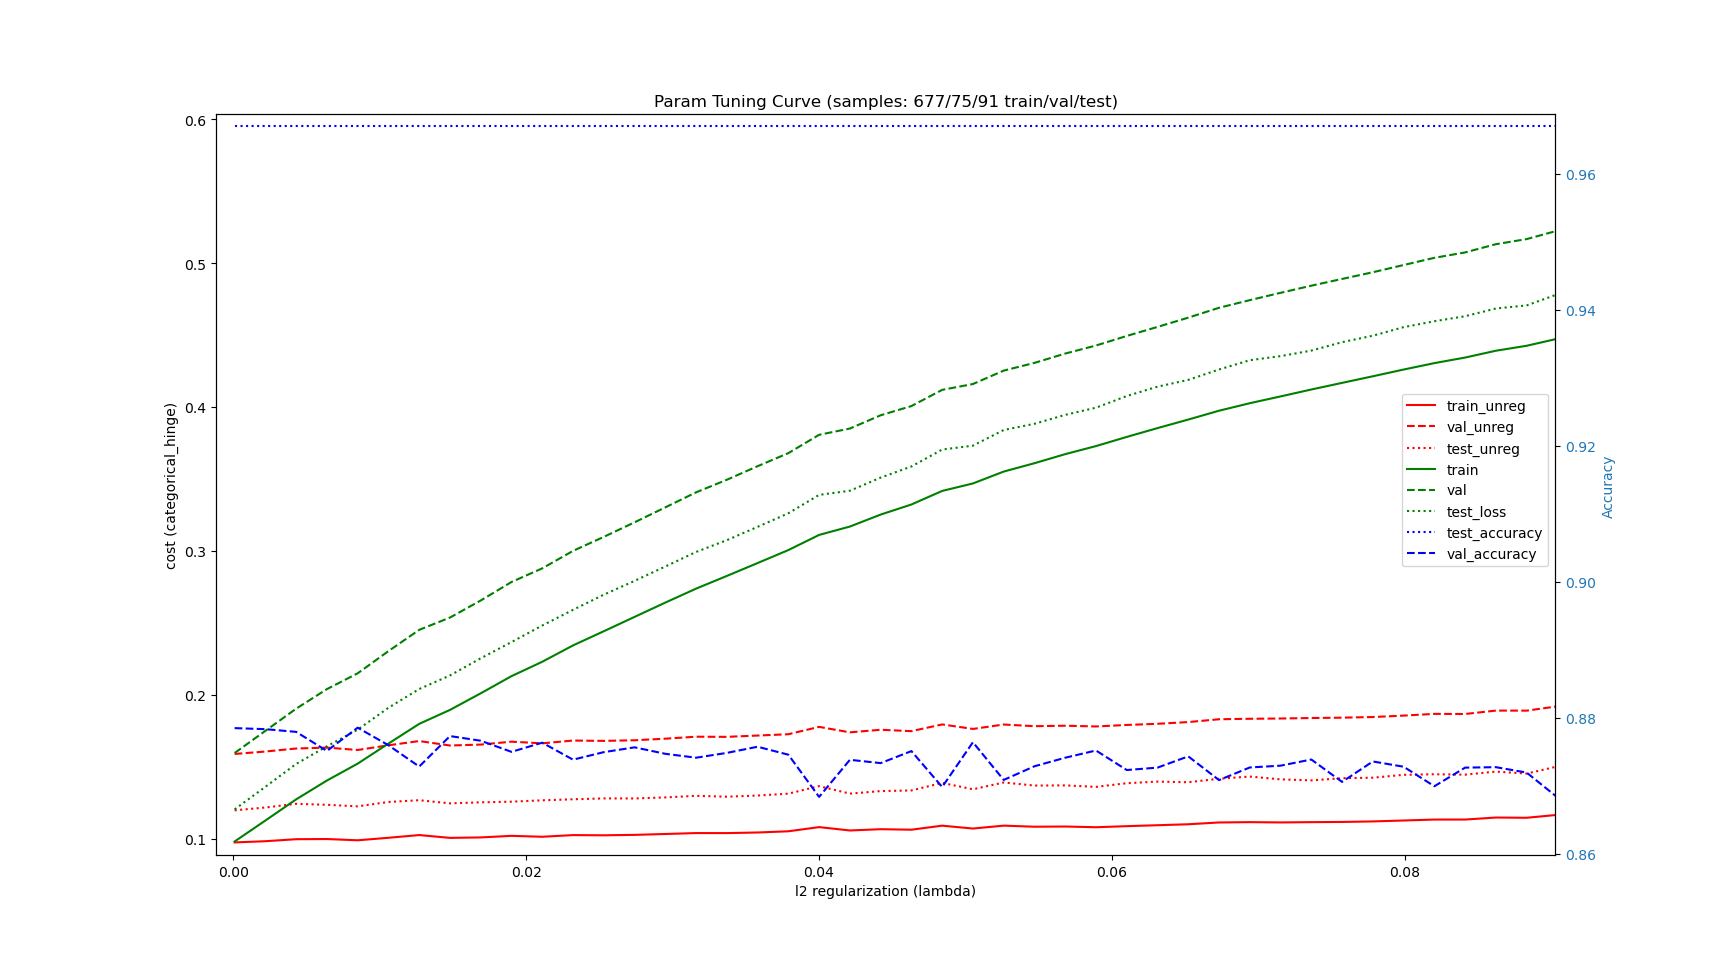 Param Tuning Curve (samples: 677/75/91 train/val/test)
0.6
0.5
0.4
0.3
0.2
0.1
cost (categorical_hinge)
0.96
0.94
0.92
0.90
0.88
0.86
Accuracy
train_unreg
val_unreg
test_unreg
train
val
test_loss
test_accuracy
val_accuracy
0.00 0.02 0.04 0.06 0.08
l2 regularization (lambda)